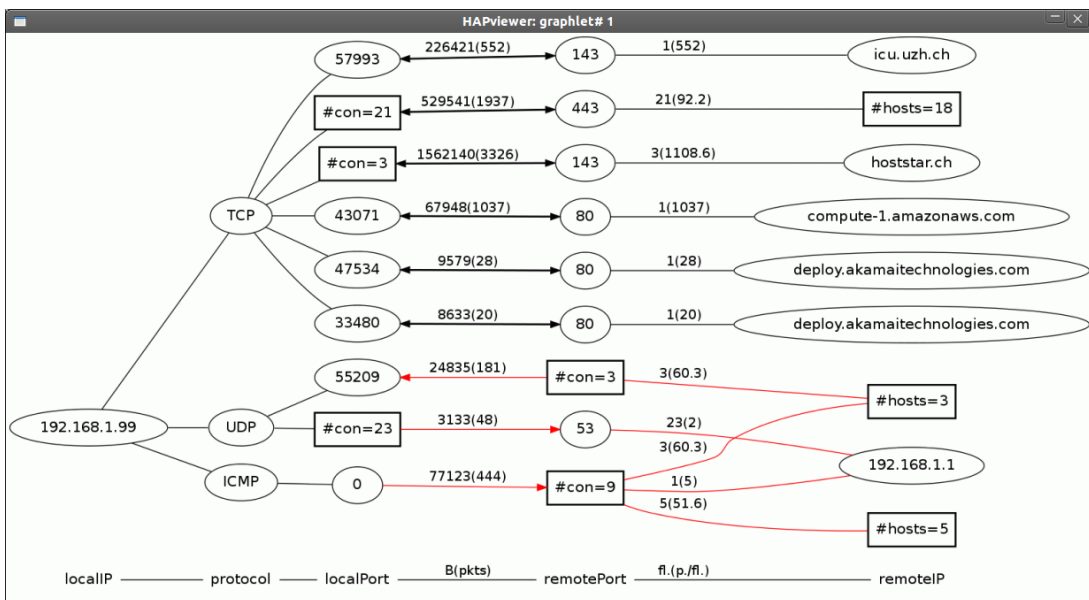 HAPviewer: graphlet# 1
57993 226421(552) 143 1(552) icu.uzh.ch
#con=21 529541(1937) 443 21(92.2) #hosts=18
#con=3 1562140(3326) 143 3(1108.6) hoststar.ch
TCP 43071 67948(1037) 80 1(1037) compute-1.amazonaws.com
47534 9579(28) 80 1(28) deploy.akamaitechnologies.com
33480 8633(20) 80 1(20) deploy.akamaitechnologies.com
55209 24835(181) #con=3 3(60.3) #hosts=3
192.168.1.99 UDP #con=23 3133(48) 53 23(2)
3(60.3) 192.168.1.1
ICMP 0 77123(444) #con=9 1(5)
5(51.6) #hosts=5
localIP protocol localPort B(pkts) remotePort fl.(p./fl.) remoteIP